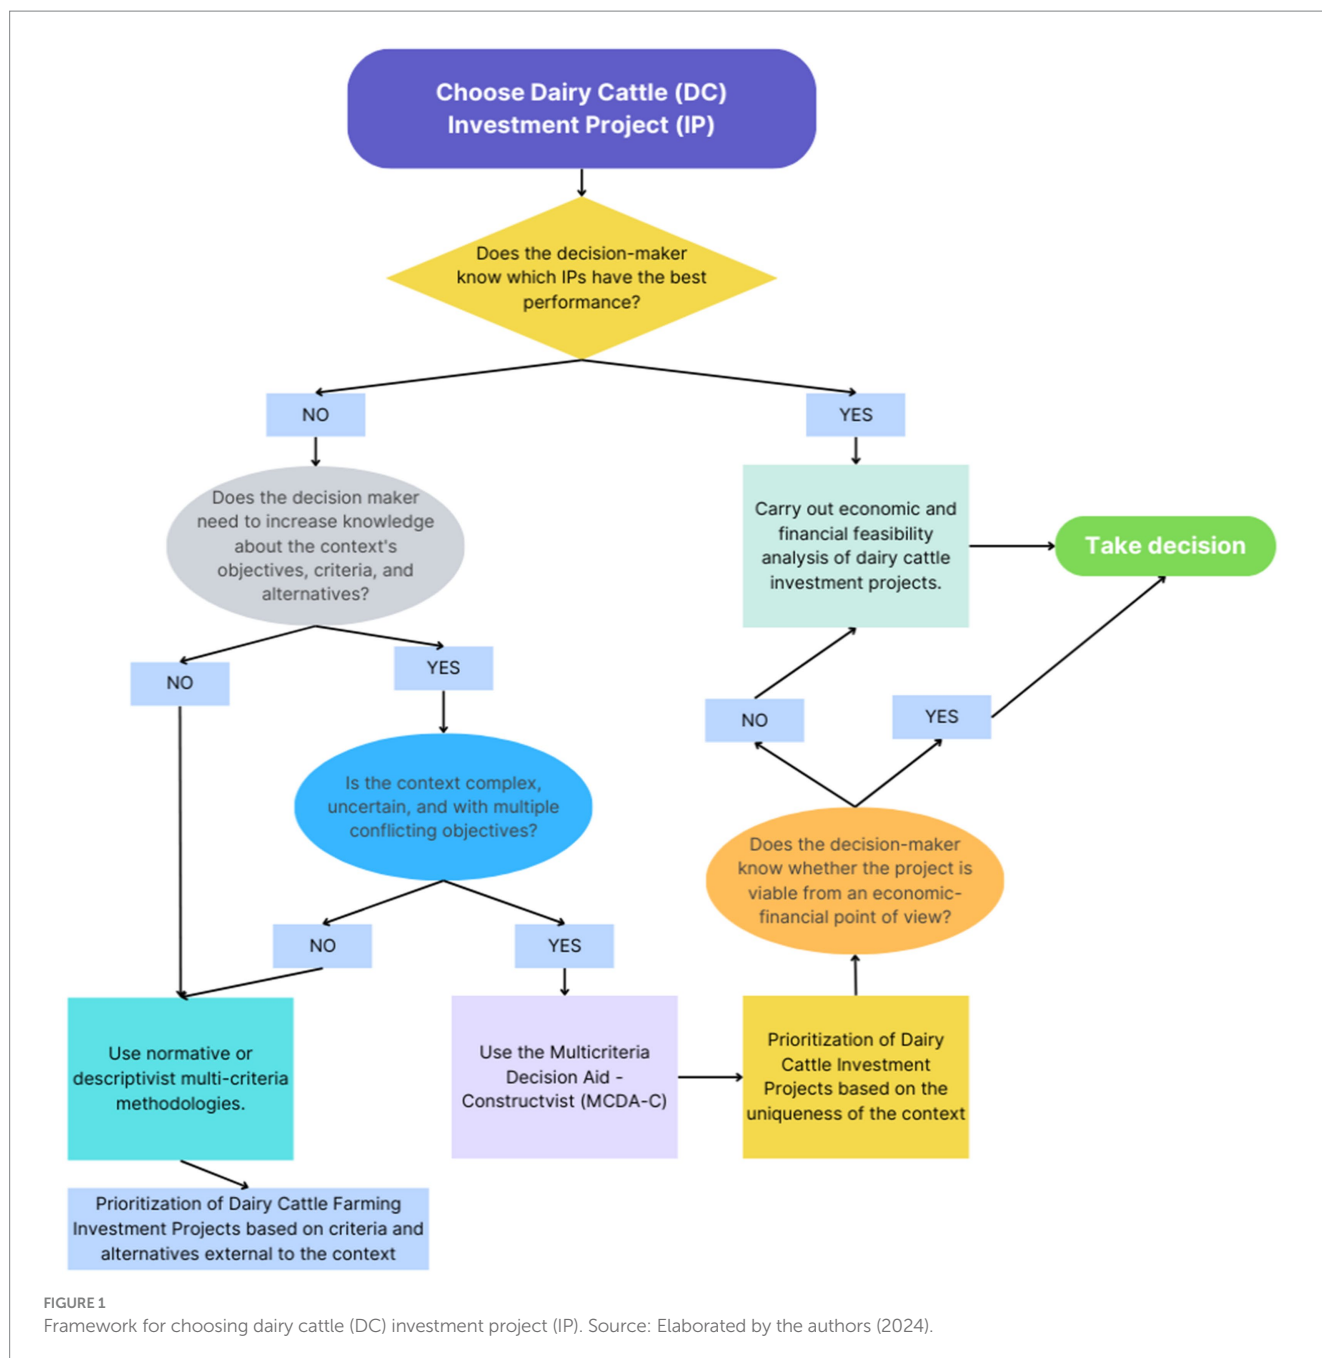 Choose Dairy Cattle (DC)
Investment Project (IP)
Does the decision-maker
know which IPs have the best
performance?
NO
YES
Does the decision maker
need to increase knowledge
about the context's
objectives, criteria, and
alternatives?
Carry out economic and
financial feasibility
analysis of dairy cattle
investment projects.
Take decision
NO
YES
NO
YES
Is the context complex,
uncertain, and with multiple
conflicting objectives?
Does the decision-maker
know whether the project is
viable from an economic-
financial point of view?
NO
YES
Use normative or
descriptivist multi-criteria
methodologies.
Use the Multicriteria
Decision Aid -
Constructvist (MCDA-C)
Prioritization of Dairy
Cattle Investment
Projects based on the
uniqueness of the context
Prioritization of Dairy Cattle Farming
Investment Projects based on criteria and
alternatives external to the context
FIGURE 1
Framework for choosing dairy cattle (DC) investment project (IP). Source: Elaborated by the authors (2024).